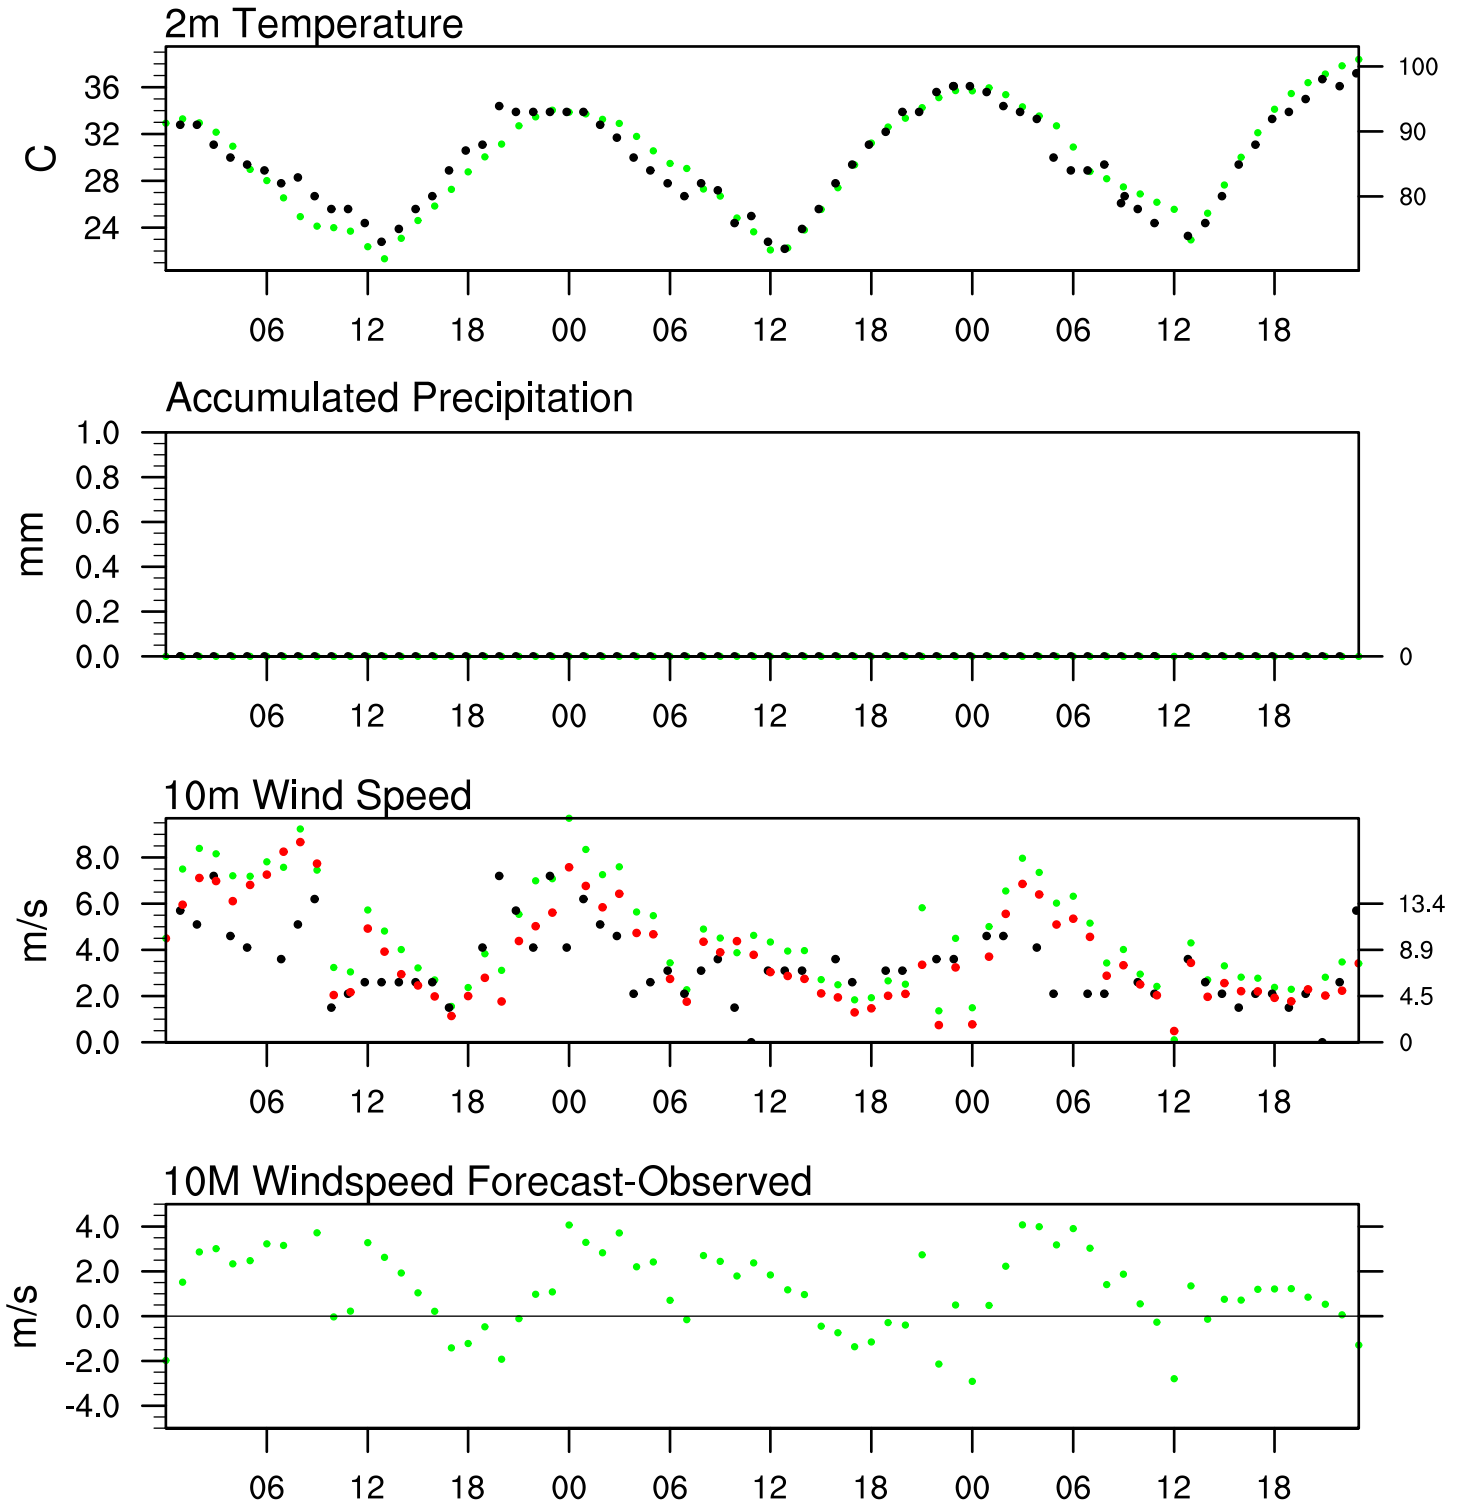 2m Temperature
36
32
28
24
C
100
90
80
06 12 18 00 06 12 18 00 06 12 18
Accumulated Precipitation
1.0
0.8
0.6
0.4
0.2
0.0
mm
0
06 12 18 00 06 12 18 00 06 12 18
10m Wind Speed
8.0
6.0
4.0
2.0
0.0
m/s
13.4
8.9
4.5
0
06 12 18 00 06 12 18 00 06 12 18
10M Windspeed Forecast-Observed
4.0
2.0
0.0
-2.0
-4.0
m/s
06 12 18 00 06 12 18 00 06 12 18